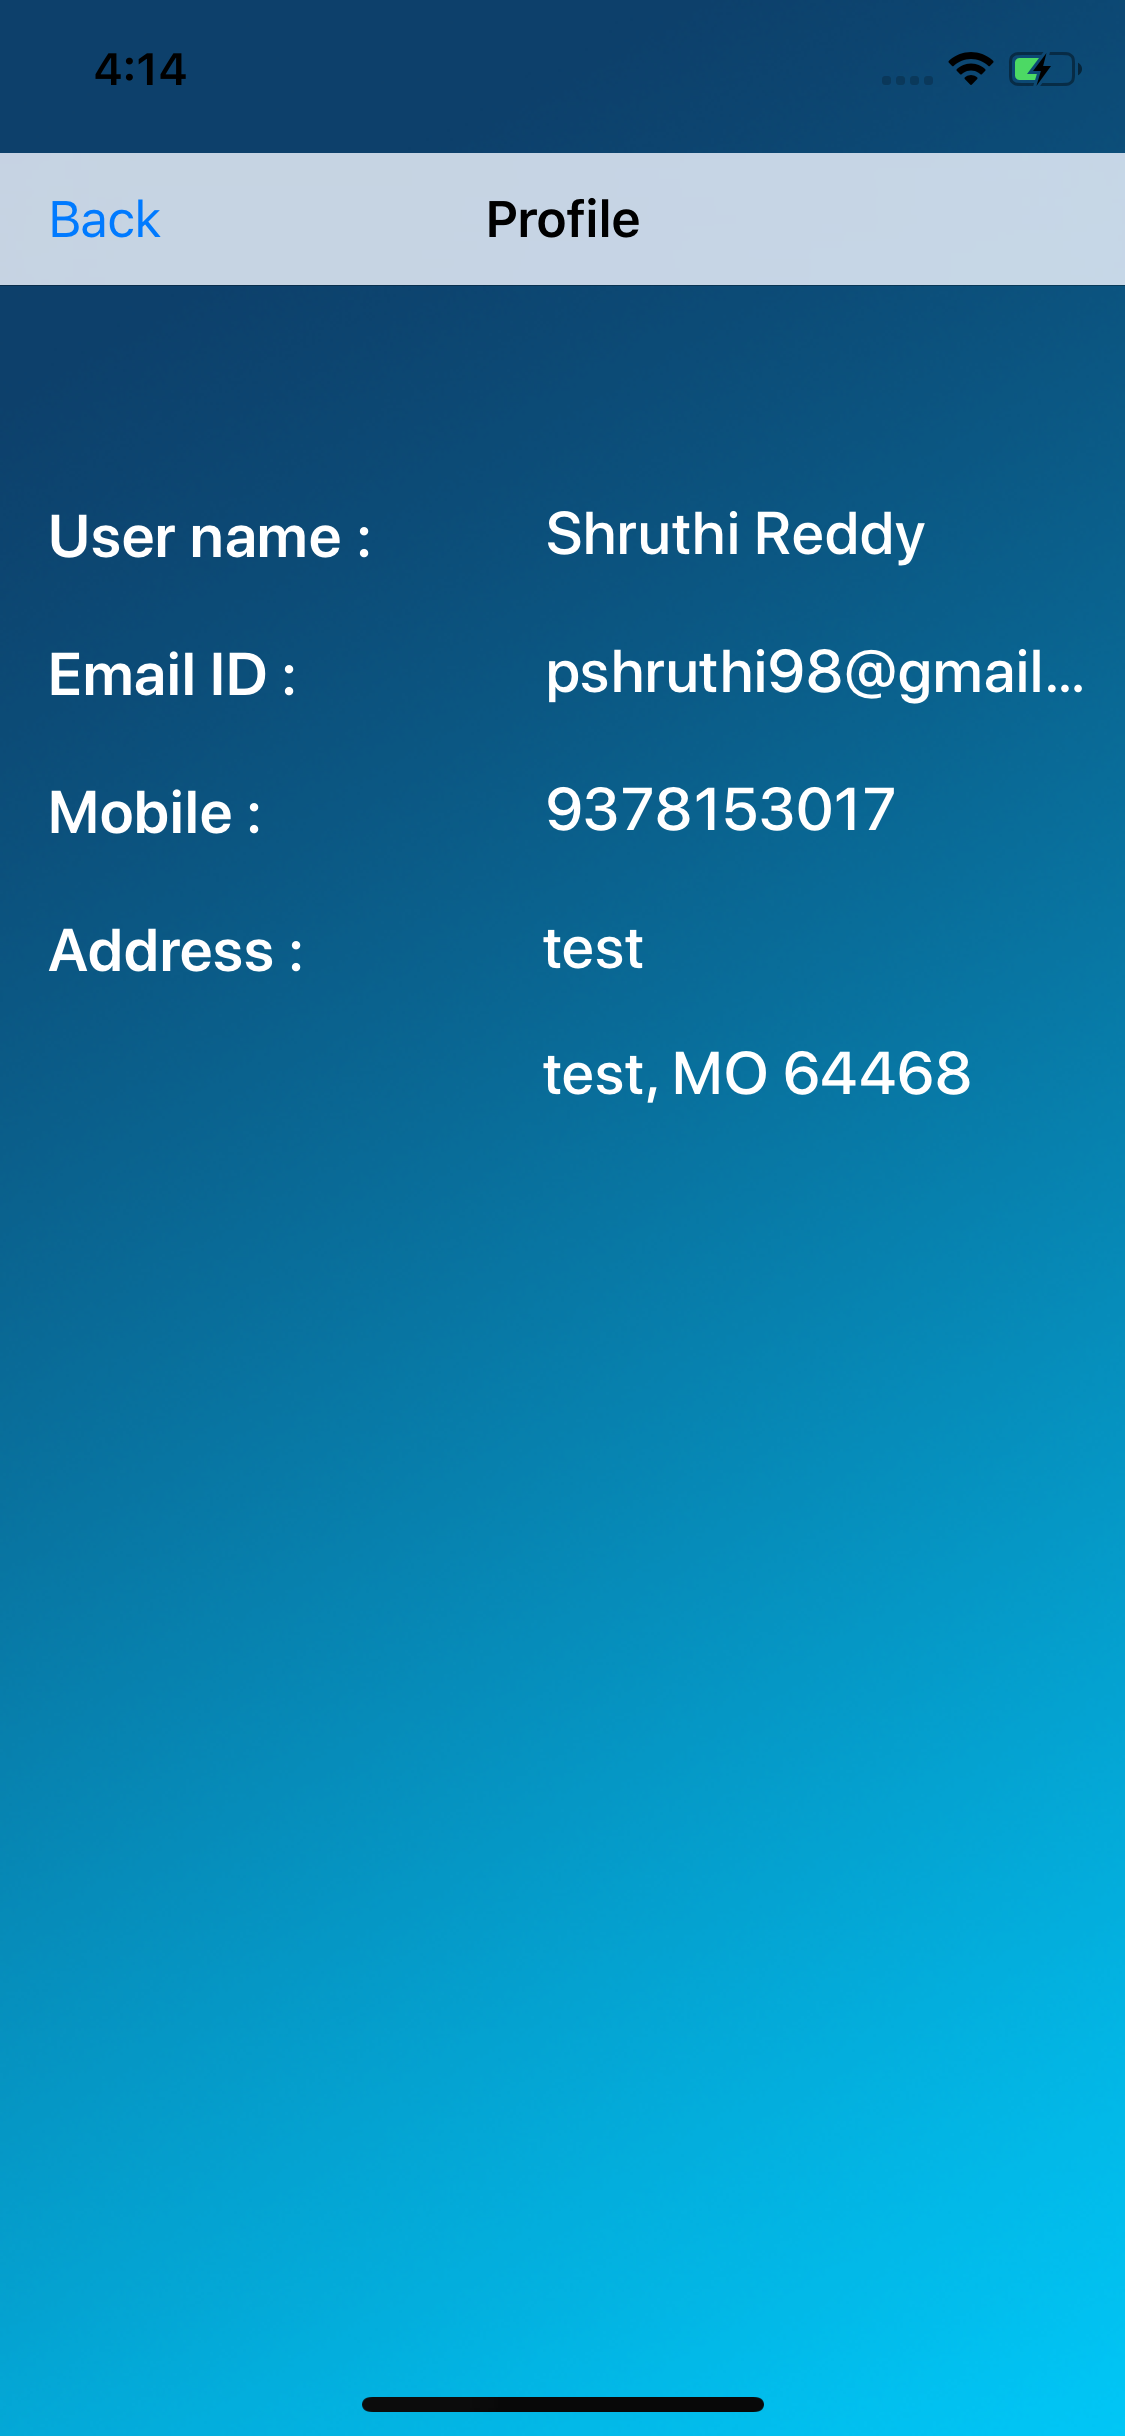 4:14
Back Profile
User name : Shruthi Reddy
Email ID : pshruthi98@gmail...
Mobile : 9378153017
Address : test
test, MO 64468